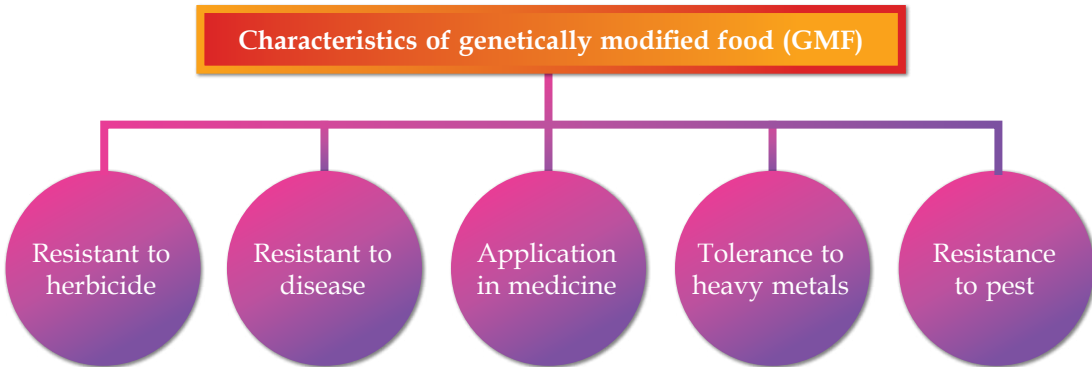 Characteristics of genetically modified food (GMF)
Resistant to
herbicide
Resistant to
disease
Application
in medicine
Tolerance to
heavy metals
Resistance
to pest